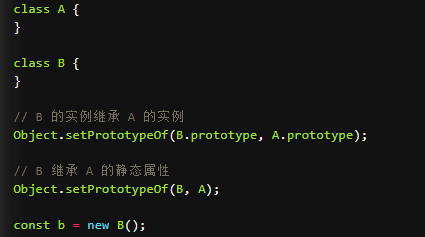 class A {
}
class B {
}
// B 的实例继承 A 的实例
Object.setPrototypeOf(B.prototype, A.prototype);
// B 继承 A 的静态属性
Object.setPrototypeOf(B, A);
const b = new B();